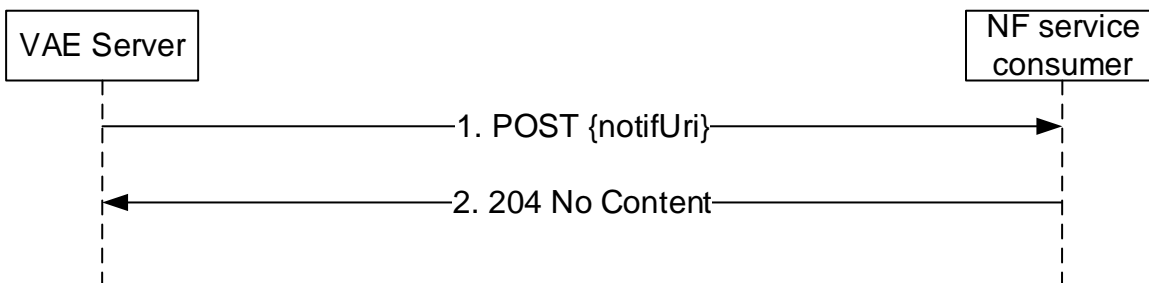 VAE Server
NF service
consumer
1. POST {notifUri}
2. 204 No Content